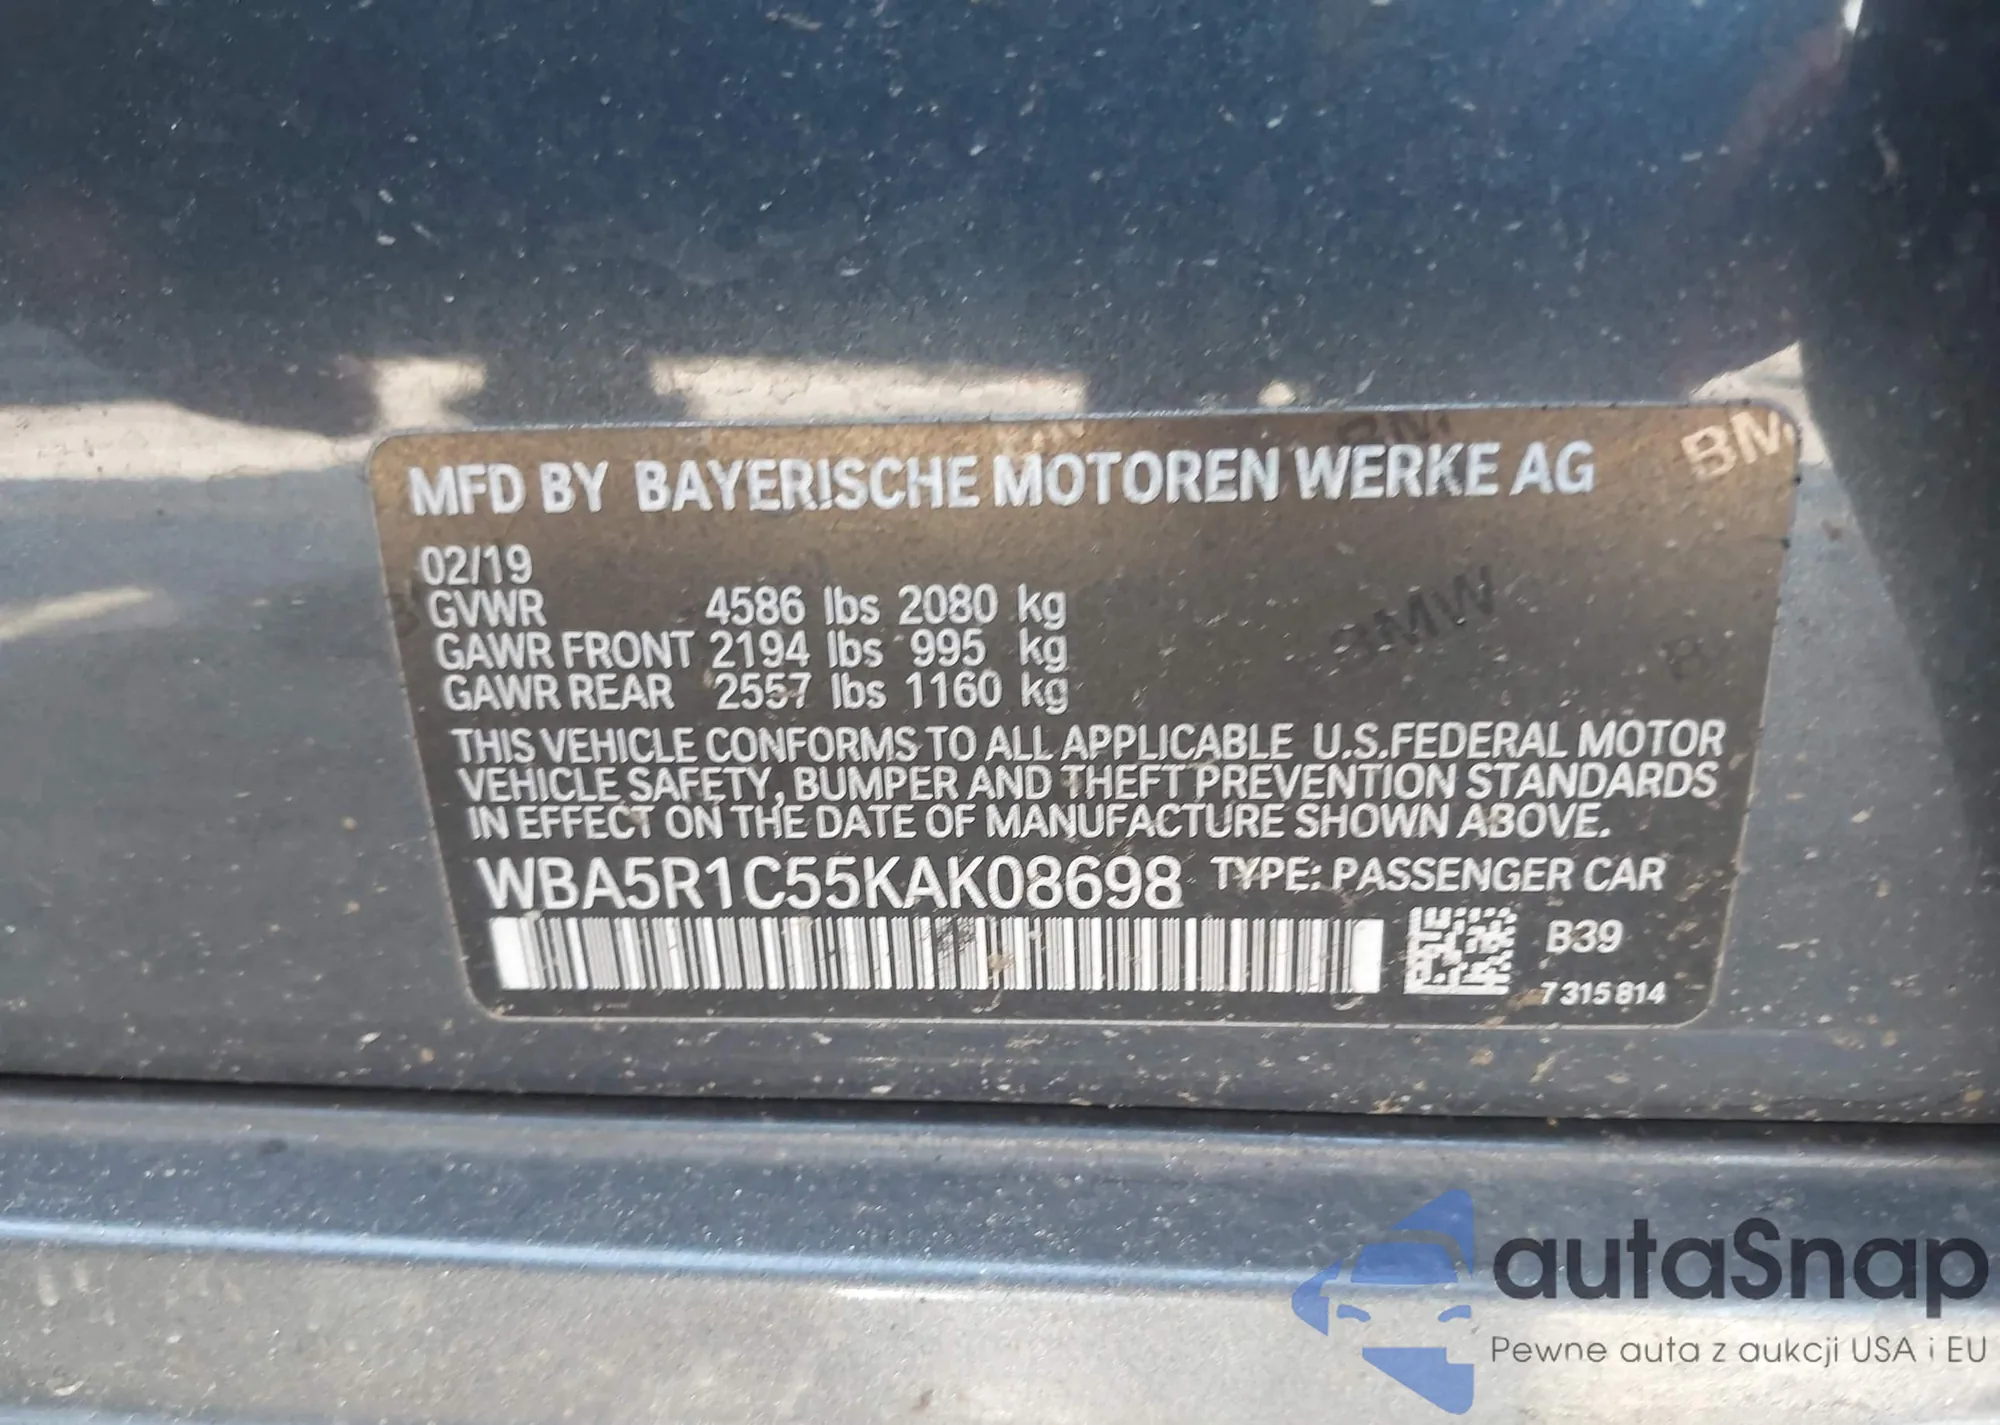 MFD BY BAYERISCHE MOTOREN WERKE AG
BM
BMW
02/19
GVWR 4586 lbs 2080 kg
GAWR FRONT 2194 lbs 995 kg
GAWR REAR 2557 lbs 1160 kg
THIS VEHICLE CONFORMS TO ALL APPLICABLE U.S.FEDERAL MOTOR
VEHICLE SAFETY, BUMPER AND THEFT PREVENTION STANDARDS
IN EFFECT ON THE DATE OF MANUFACTURE SHOWN ABOVE.
WBA5R1C55KAK08698 TYPE: PASSENGER CAR
B39
7315814
autaSnap
Pewne auta z aukcji USA i EU